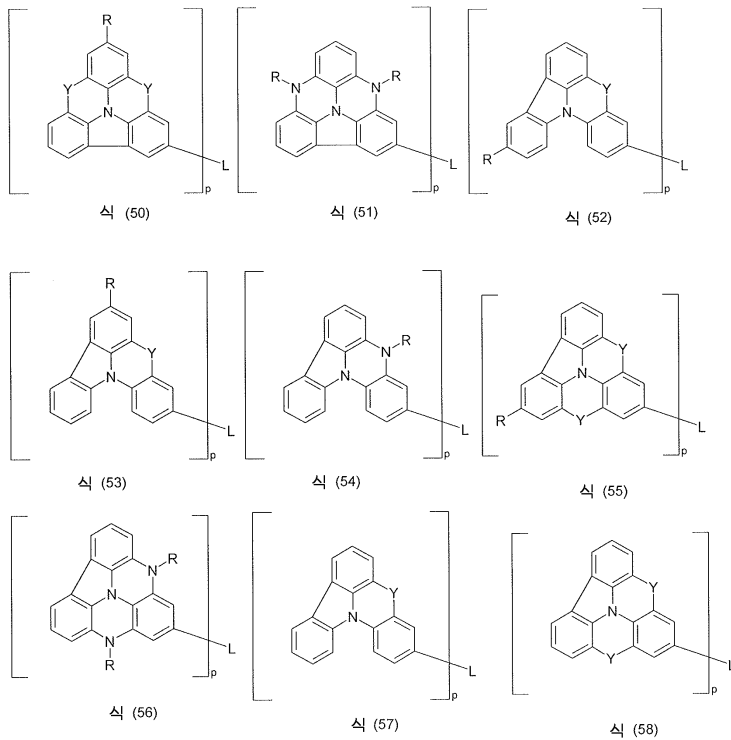 R
Y Y
N
L
p
식 (50)
R N N R
N
L
p
식 (51)
Y
N
R
L
p
식 (52)
R
Y
N
L
p
식 (53)
R
N
N
L
p
식 (54)
Y
N
R
Y
L
p
식 (55)
R
N
N
N
R
L
p
식 (56)
Y
N
L
p
식 (57)
Y
N
Y
L
p
식 (58)